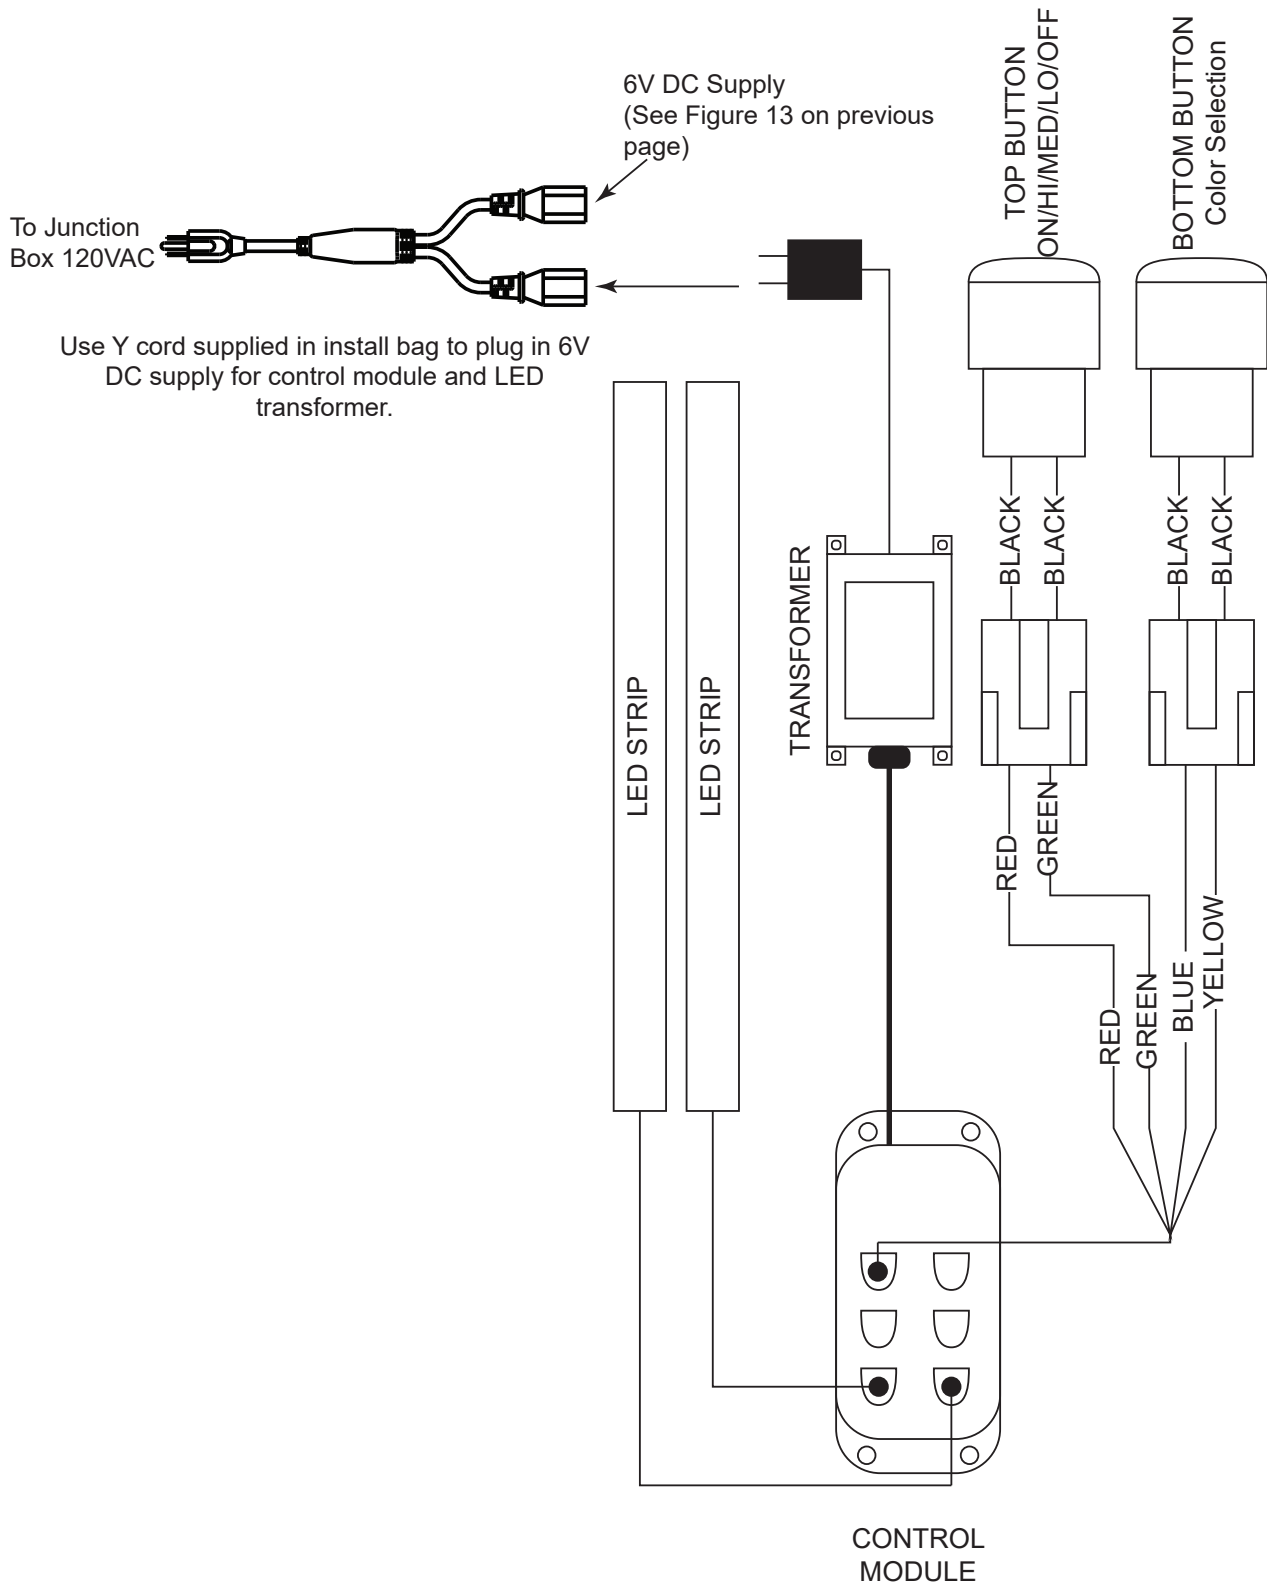 6V DC Supply
(See Figure 13 on previous
page)
To Junction
Box 120VAC
Use Y cord supplied in install bag to plug in 6V
DC supply for control module and LED
transformer.
TOP BUTTON
ON/HI/MED/LO/OFF
BOTTOM BUTTON
Color Selection
BLACK
BLACK
BLACK
BLACK
TRANSFORMER
LED STRIP
LED STRIP
RED
GREEN
RED
GREEN
BLUE
YELLOW
CONTROL
MODULE